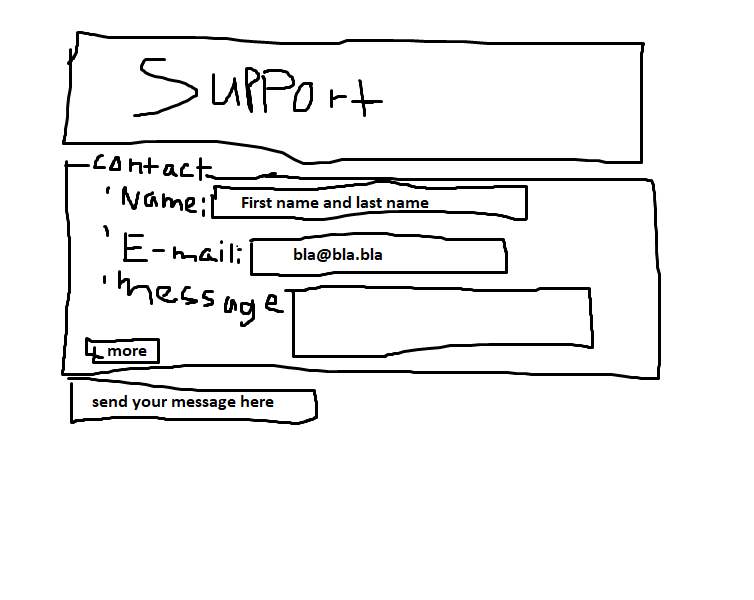 Support
contact
'Name: First name and last name
'E-mail: bla@bla.bla
'message
more
send your message here